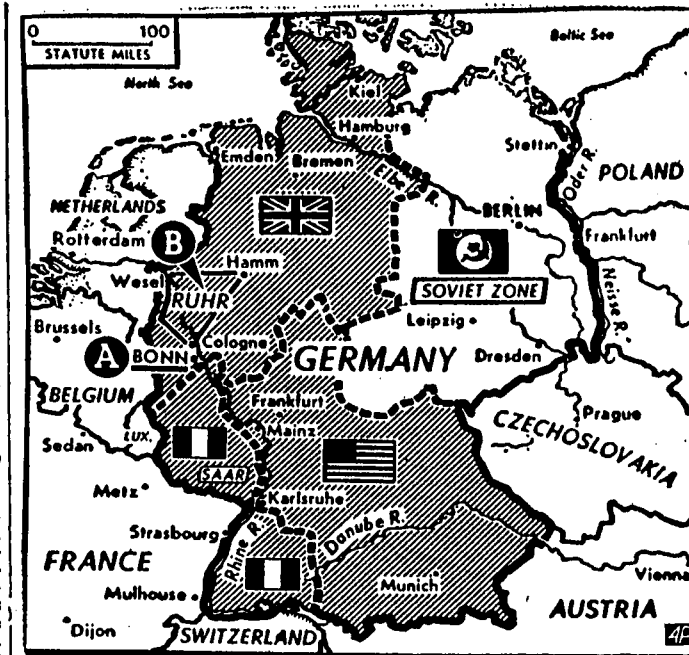 0 100
STATUTE MILES
North Sea
Baltic Sea
Kiel
Hamburg
Stettin
Emden
Bremen
Elbe R.
Oder R.
POLAND
NETHERLANDS
BERLIN
Rotterdam
B
Frankfurt
Hamm
Wesel
RUHR
SOVIET ZONE
Neisse R.
Brussels
Leipzig
Cologne
A
BONN
GERMANY
Dresden
BELGIUM
Frankfurt
Prague
Mainz
CZECHOSLOVAKIA
Sedan
LUX.
SAAR
Metz
Karlsruhe
Strasbourg
Rhine R.
Danube R.
FRANCE
Vienna
Mulhouse
Munich
AUSTRIA
Dijon
SWITZERLAND
AP